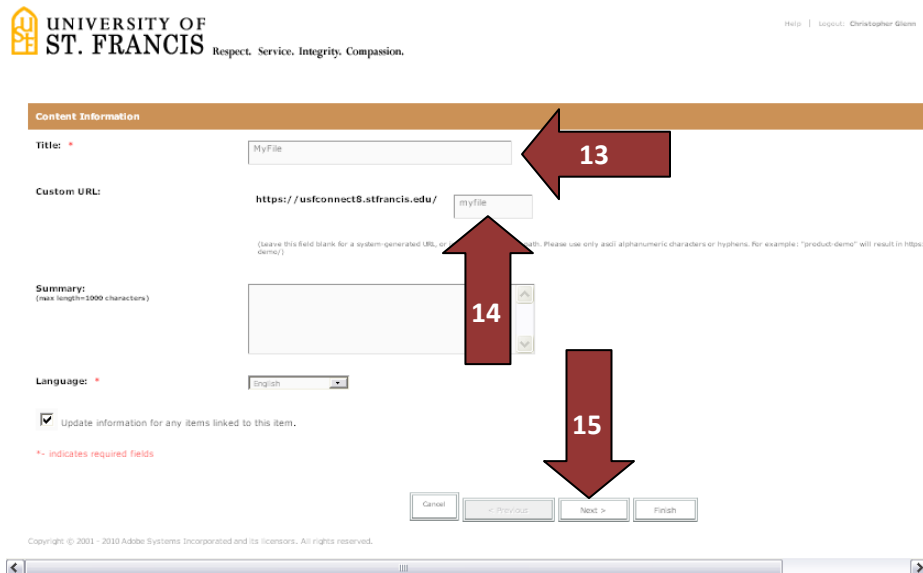 UNIVERSITY OF
ST. FRANCIS Respect. Service. Integrity. Compassion.
Help | Logout: Christopher Glenn
Content Information
Title: *
MyFile
13
Custom URL:
https://usfconnect8.stfrancis.edu/
myfile
(Leave this field blank for a system-generated URL, or ath. Please use only ascii alphanumeric characters or hyphens. For example: "product-demo" will result in https
demo/)
14
Summary:
(max length=1000 characters)
Language: *
English
Update information for any items linked to this item.
15
*- indicates required fields
Cancel
< Previous
Next >
Finish
Copyright © 2001 - 2010 Adobe Systems Incorporated and its licensors. All rights reserved.